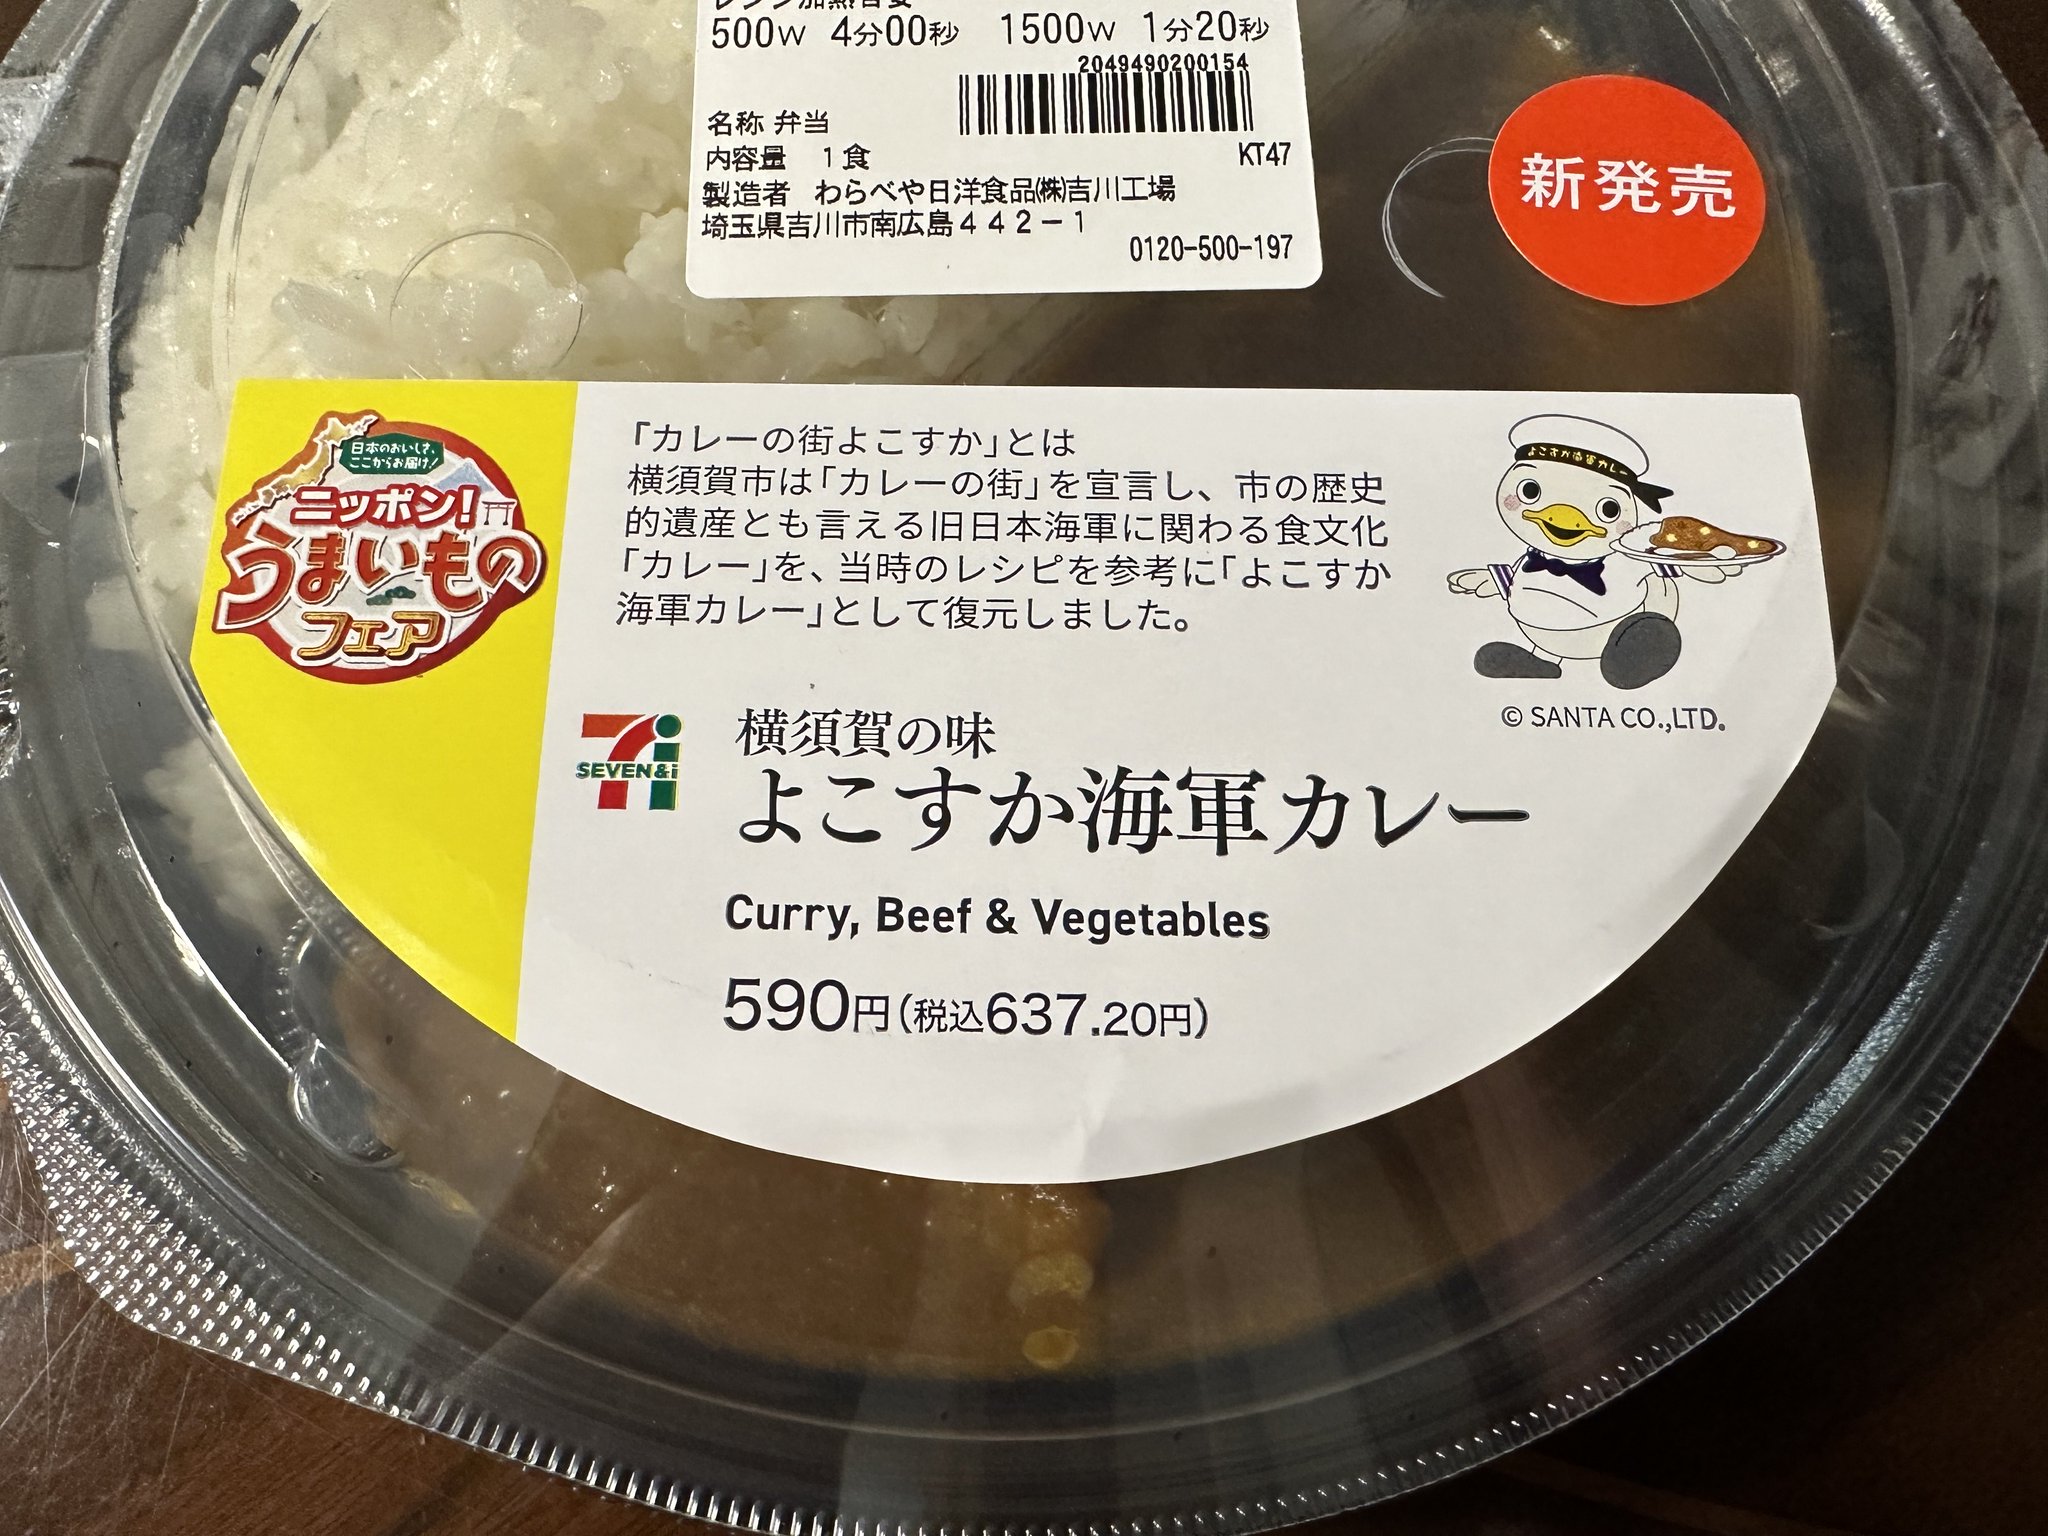 レンジ加熱目安
500W 4分00秒 1500W 1分20秒
2049490200154
名称 弁当
内容量 1食
KT47
製造者 わらべや日洋食品㈱吉川工場
埼玉県吉川市南広島442-1
0120-500-197
新発売
日本のおいしさ、
ここからお届け!
ニッポン!
うまいもの
フェア
「カレーの街よこすか」とは
横須賀市は「カレーの街」を宣言し、市の歴史
的遺産とも言える旧日本海軍に関わる食文化
「カレー」を、当時のレシピを参考に「よこすか
海軍カレー」として復元しました。
よこすか海軍カレー
© SANTA CO.,LTD.
SEVEN&i
横須賀の味
よこすか海軍カレー
Curry, Beef & Vegetables
590円(税込637.20円)